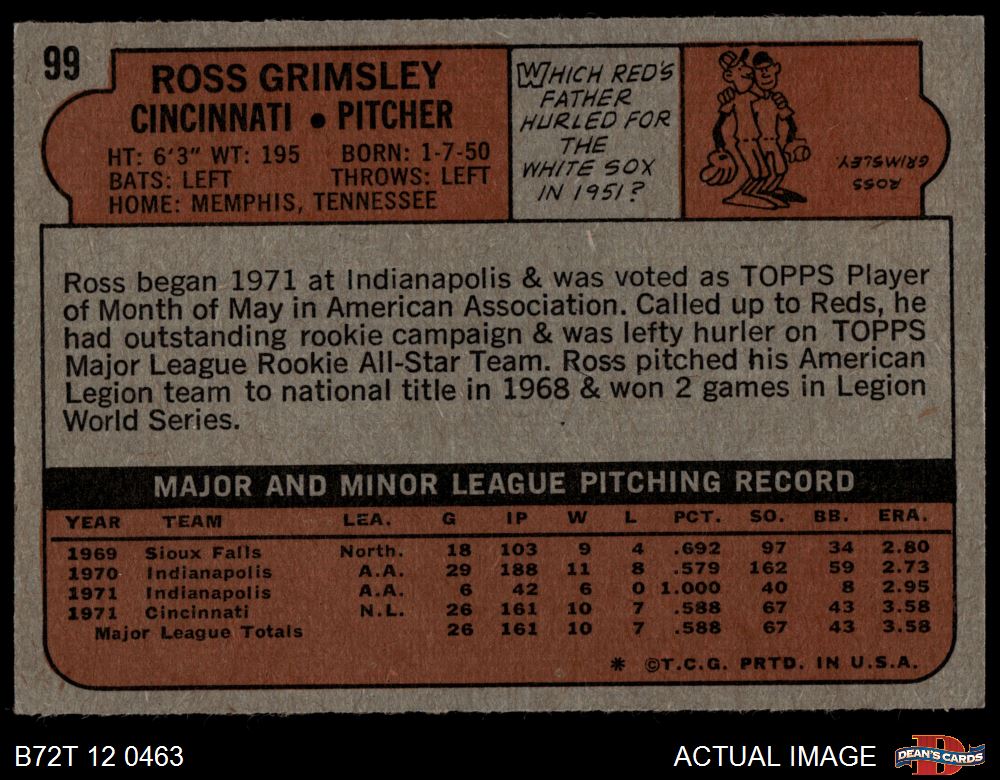 99
ROSS GRIMSLEY
CINCINNATI • PITCHER
HT: 6'3" WT: 195 BORN: 1-7-50
BATS: LEFT THROWS: LEFT
HOME: MEMPHIS, TENNESSEE
WHICH RED'S
FATHER
HURLED FOR
THE
WHITE SOX
IN 1951?
ROSS
GRIMSLEY
Ross began 1971 at Indianapolis & was voted as TOPPS Player
of Month of May in American Association. Called up to Reds, he
had outstanding rookie campaign & was lefty hurler on TOPPS
Major League Rookie All-Star Team. Ross pitched his American
Legion team to national title in 1968 & won 2 games in Legion
World Series.
MAJOR AND MINOR LEAGUE PITCHING RECORD
YEAR TEAM LEA. G IP W L PCT. SO. BB. ERA.
1969 Sioux Falls North. 18 103 9 4 .692 97 34 2.80
1970 Indianapolis A.A. 29 188 11 8 .579 162 59 2.73
1971 Indianapolis A.A. 6 42 6 0 1.000 40 8 2.95
1971 Cincinnati N.L. 26 161 10 7 .588 67 43 3.58
Major League Totals 26 161 10 7 .588 67 43 3.58
* ©T.C.G. PRTD. IN U.S.A.
B72T 12 0463 ACTUAL IMAGE
DEAN'S CARDS